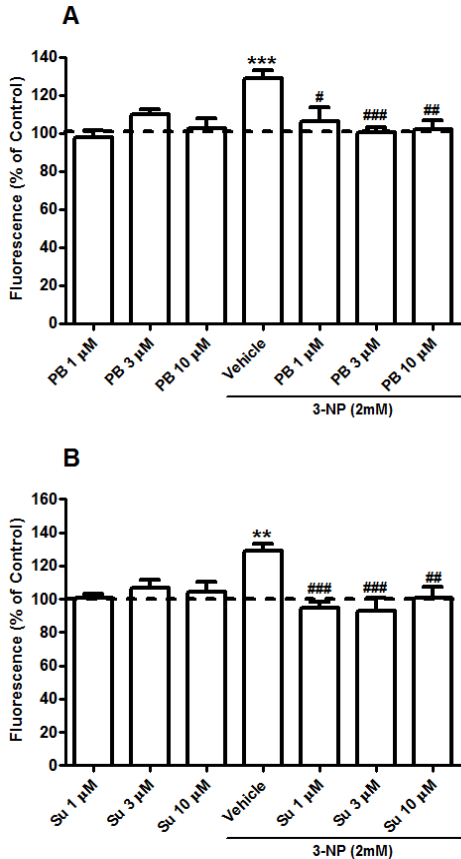 A
Fluorescence (% of Control)
140
120
100
80
60
40
20
0
***
#
###
##
PB 1 µM
PB 3 µM
PB 10 µM
Vehicle
PB 1 µM
PB 3 µM
PB 10 µM
3-NP (2mM)
B
Fluorescence (% of Control)
160
140
120
100
80
60
40
20
0
**
###
###
##
Su 1 µM
Su 3 µM
Su 10 µM
Vehicle
Su 1 µM
Su 3 µM
Su 10 µM
3-NP (2mM)